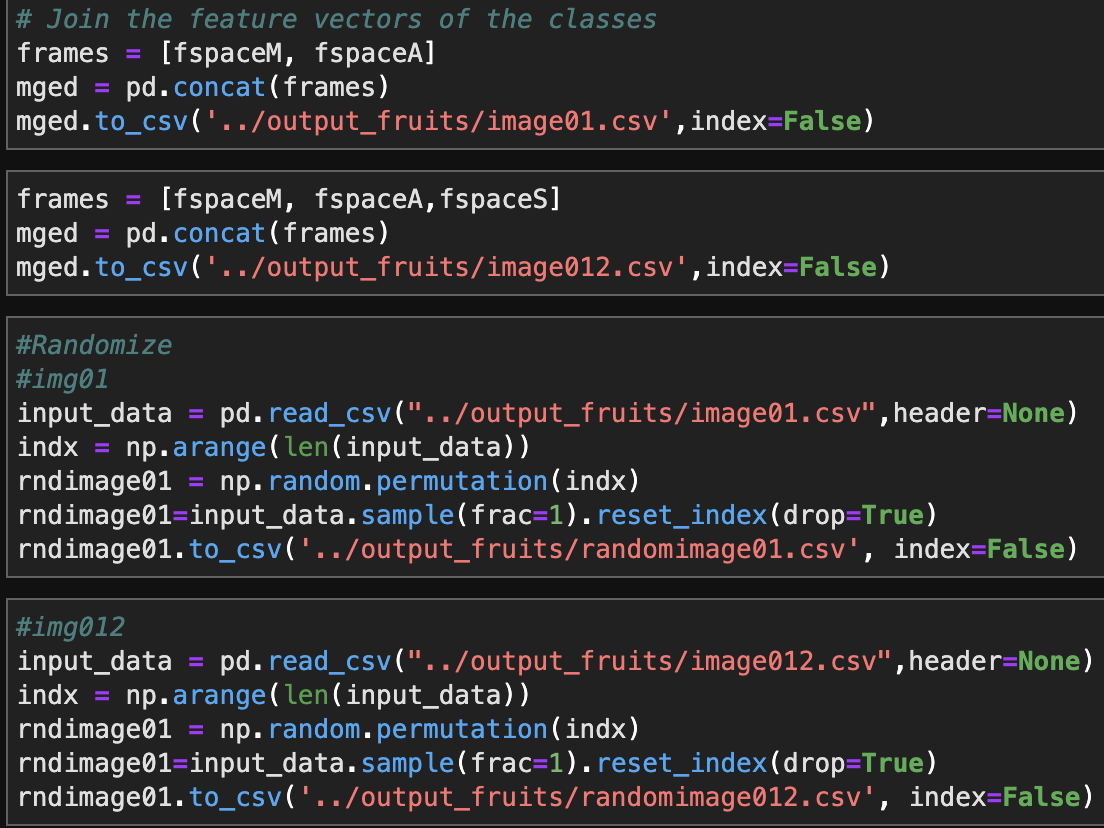 # Join the feature vectors of the classes
frames = [fspaceM, fspaceA]
mged = pd.concat(frames)
mged.to_csv('../output_fruits/image01.csv',index=False)
frames = [fspaceM, fspaceA,fspaceS]
mged = pd.concat(frames)
mged.to_csv('../output_fruits/image012.csv',index=False)
#Randomize
#img01
input_data = pd.read_csv("../output_fruits/image01.csv",header=None)
indx = np.arange(len(input_data))
rndimage01 = np.random.permutation(indx)
rndimage01=input_data.sample(frac=1).reset_index(drop=True)
rndimage01.to_csv('../output_fruits/randomimage01.csv', index=False)
#img012
input_data = pd.read_csv("../output_fruits/image012.csv",header=None)
indx = np.arange(len(input_data))
rndimage01 = np.random.permutation(indx)
rndimage01=input_data.sample(frac=1).reset_index(drop=True)
rndimage01.to_csv('../output_fruits/randomimage012.csv', index=False)